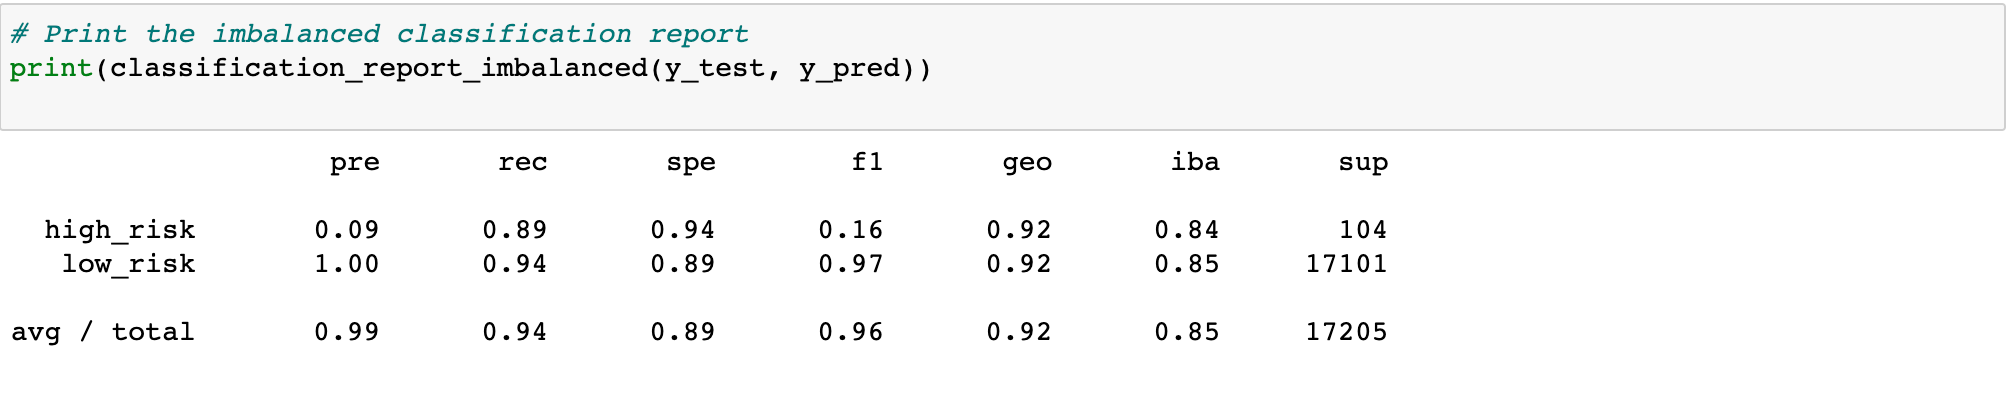 # Print the imbalanced classification report
print(classification_report_imbalanced(y_test, y_pred))
pre rec spe f1 geo iba sup
high_risk 0.09 0.89 0.94 0.16 0.92 0.84 104
low_risk 1.00 0.94 0.89 0.97 0.92 0.85 17101
avg / total 0.99 0.94 0.89 0.96 0.92 0.85 17205